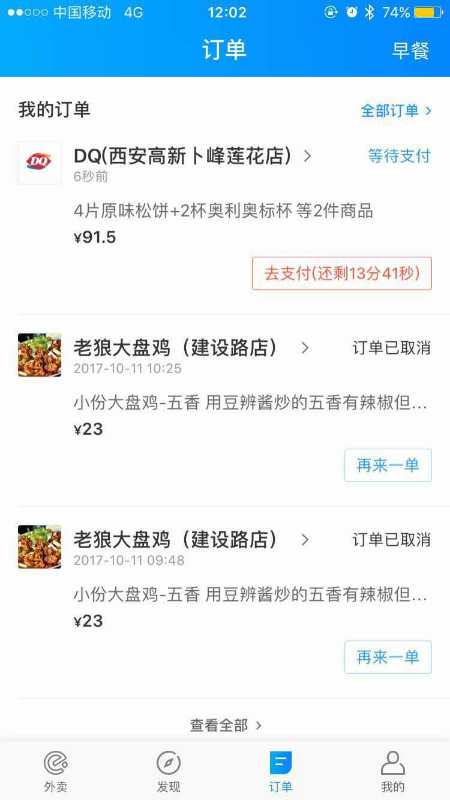 中国移动 4G 12:02 74%
订单 早餐
我的订单 全部订单 >
DQ
DQ(西安高新卜峰莲花店) > 等待支付
6秒前
4片原味松饼+2杯奥利奥标杯 等2件商品
¥91.5
去支付(还剩13分41秒)
老狼大盘鸡（建设路店） > 订单已取消
2017-10-11 10:25
小份大盘鸡-五香 用豆辨酱炒的五香有辣椒但...
¥23
再来一单
老狼大盘鸡（建设路店） > 订单已取消
2017-10-11 09:48
小份大盘鸡-五香 用豆辨酱炒的五香有辣椒但...
¥23
再来一单
查看全部 >
外卖 发现 订单 我的